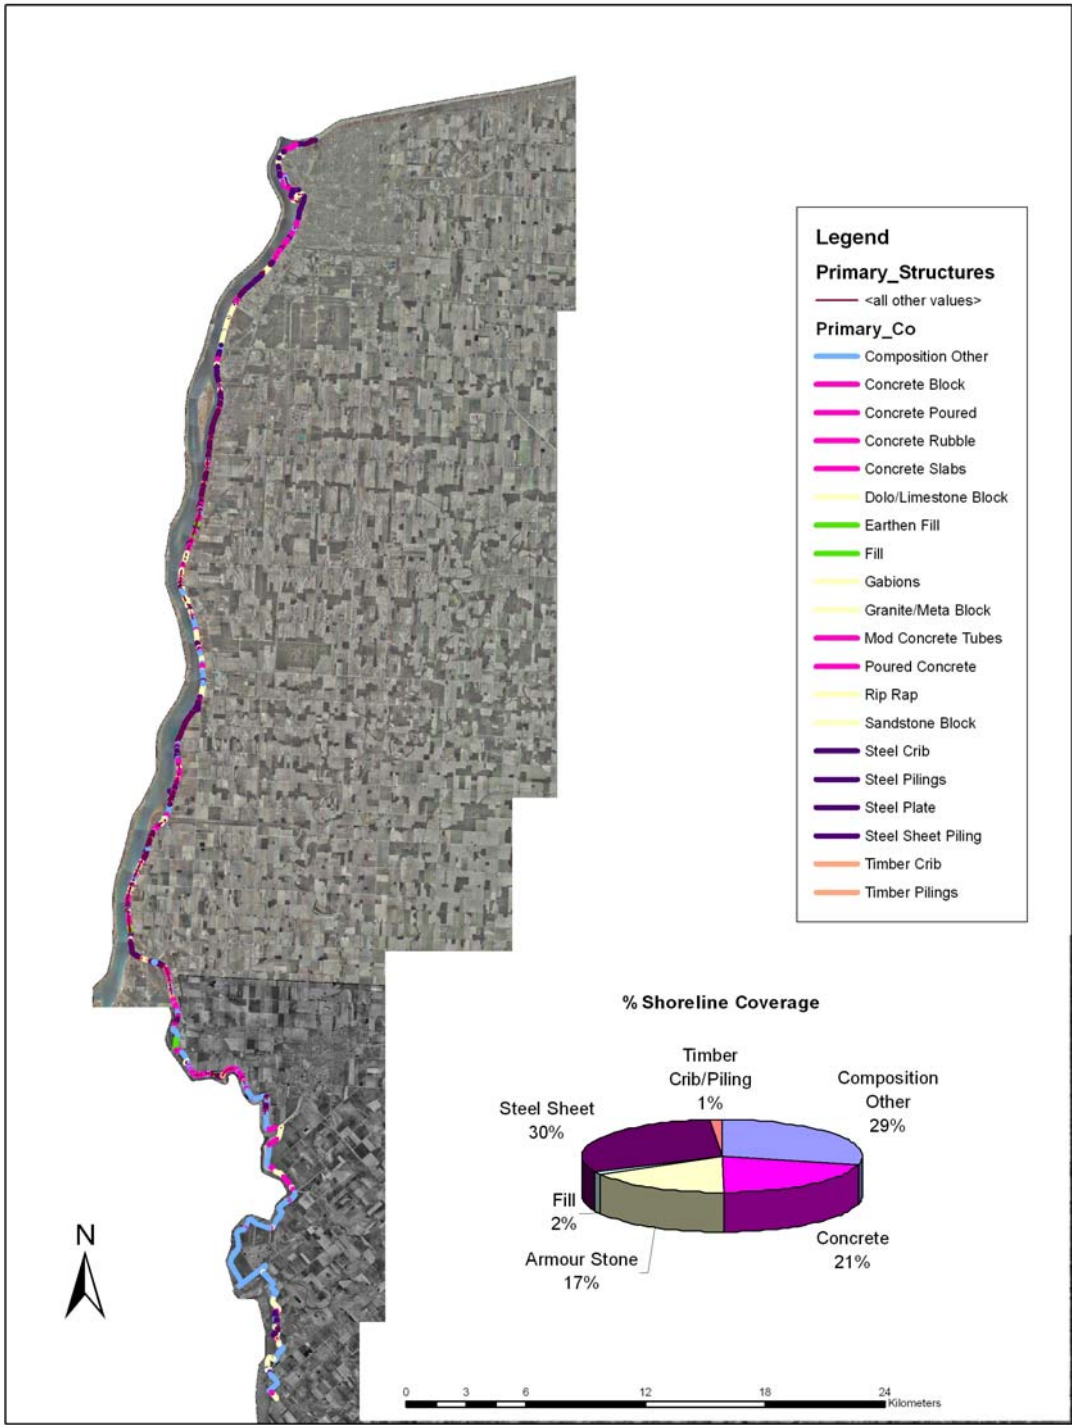 Legend
Primary_Structures
<all other values>
Primary_Co
Composition Other
Concrete Block
Concrete Poured
Concrete Rubble
Concrete Slabs
Dolo/Limestone Block
Earthen Fill
Fill
Gabions
Granite/Meta Block
Mod Concrete Tubes
Poured Concrete
Rip Rap
Sandstone Block
Steel Crib
Steel Pilings
Steel Plate
Steel Sheet Piling
Timber Crib
Timber Pilings
% Shoreline Coverage
Timber
Crib/Piling
1%
Composition
Other
29%
Steel Sheet
30%
Fill
2%
Armour Stone
17%
Concrete
21%
N
0 3 6 12 18 24
Kilometers